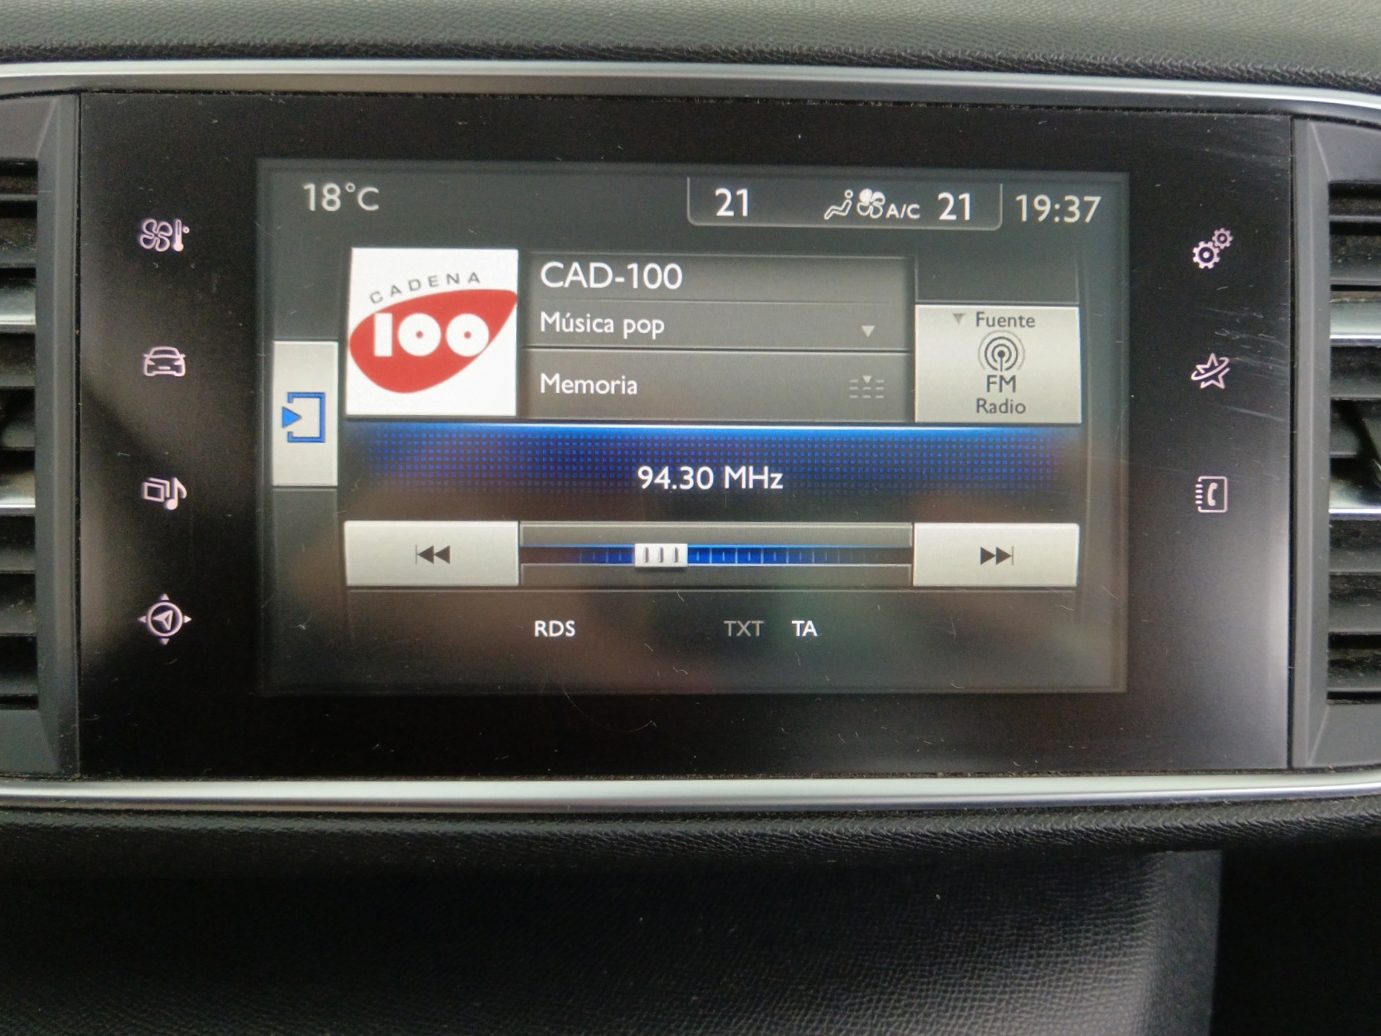 18°C
21 A/C 21 19:37
CADENA
100
CAD-100
Música pop
Memoria
Fuente
FM
Radio
94.30 MHz
RDS TXT TA